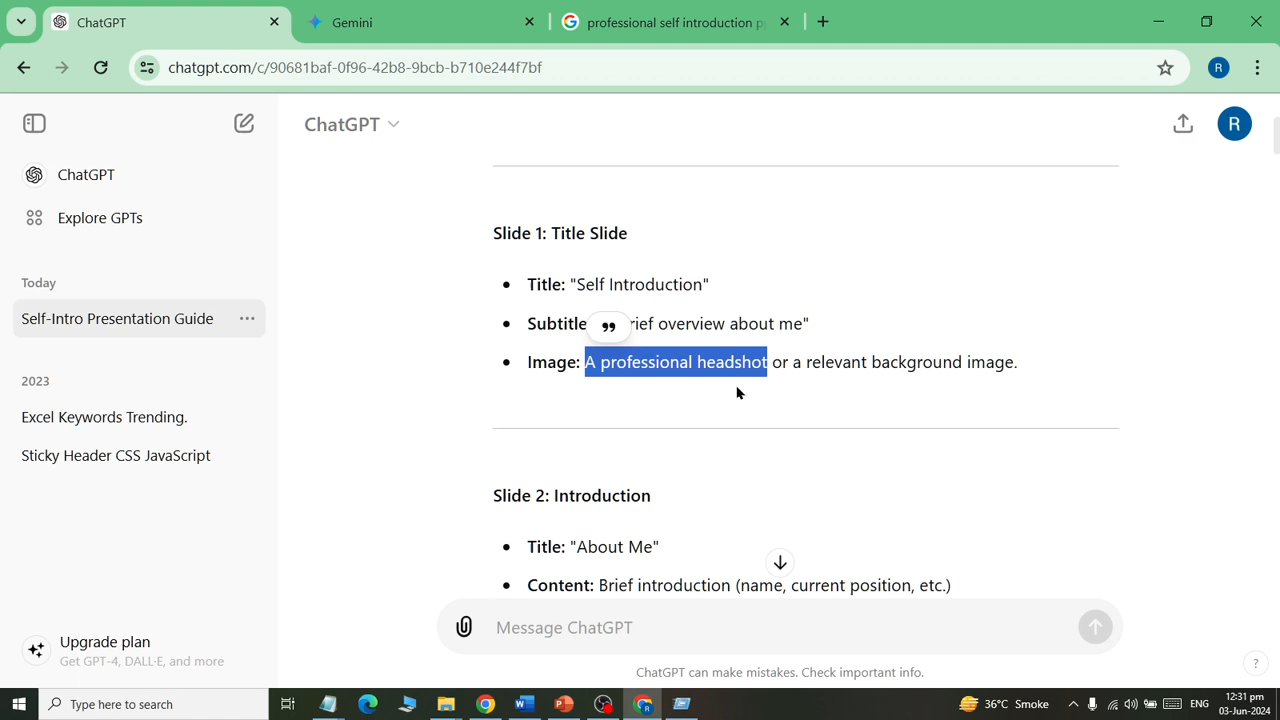 ChatGPT
Gemini
professional self introduction p
chatgpt.com/c/90681baf-0f96-42b8-9bcb-b710e244f7bf
R
ChatGPT
R
ChatGPT
Explore GPTs
Today
Self-Intro Presentation Guide
2023
Excel Keywords Trending.
Sticky Header CSS JavaScript
Upgrade plan
Get GPT-4, DALL·E, and more
Slide 1: Title Slide
Title: "Self Introduction"
Subtitle rief overview about me"
Image: A professional headshot or a relevant background image.
Slide 2: Introduction
Title: "About Me"
Content: Brief introduction (name, current position, etc.)
Message ChatGPT
ChatGPT can make mistakes. Check important info.
?
Type here to search
36°C Smoke
ENG
12:31 pm
03-Jun-2024